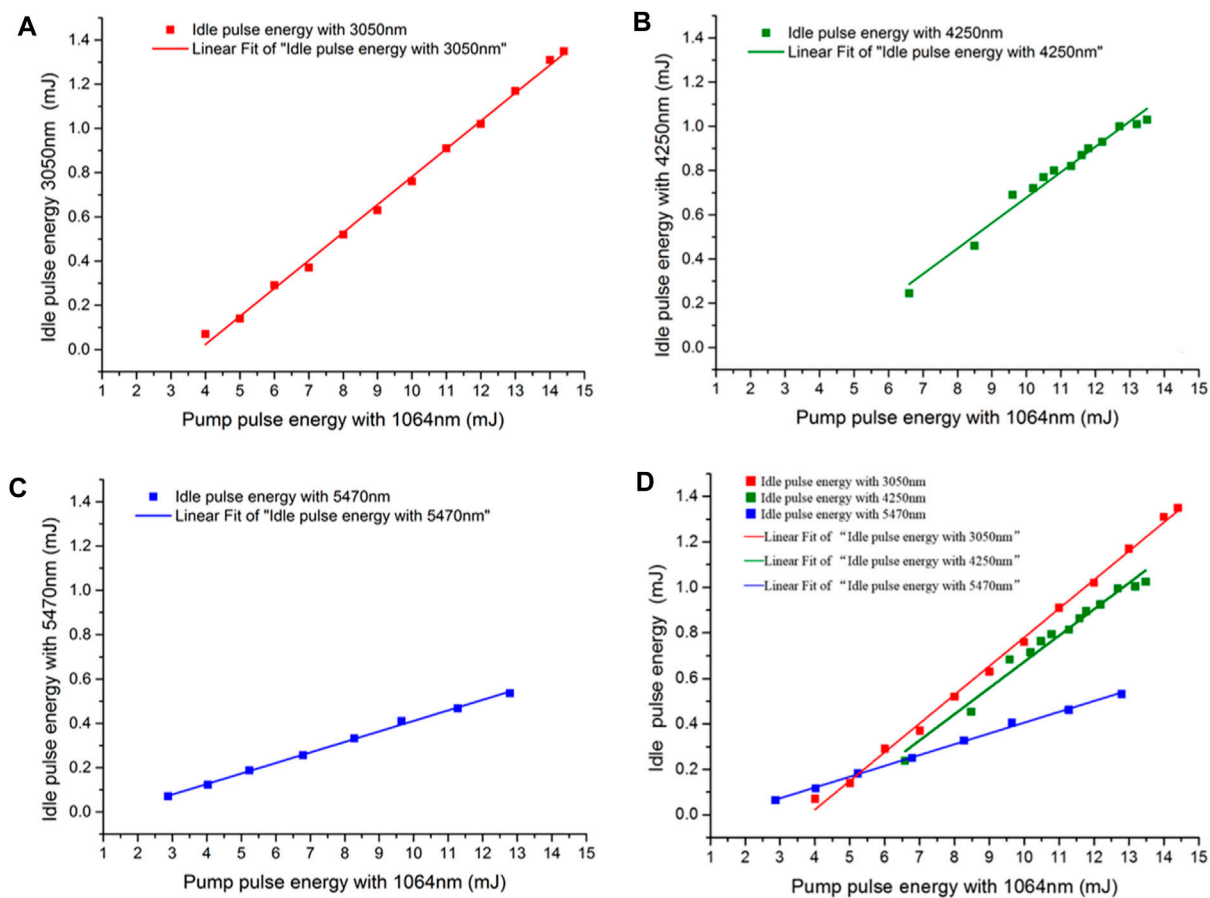 A
Idle pulse energy with 3050nm
Linear Fit of "Idle pulse energy with 3050nm"
Idle pulse energy 3050nm (mJ)
1.4
1.2
1.0
0.8
0.6
0.4
0.2
0.0
1 2 3 4 5 6 7 8 9 10 11 12 13 14 15
Pump pulse energy with 1064nm (mJ)
B
Idle pulse energy with 4250nm
Linear Fit of "Idle pulse energy with 4250nm"
Idle pulse energy with 4250nm (mJ)
1.4
1.2
1.0
0.8
0.6
0.4
0.2
0.0
1 2 3 4 5 6 7 8 9 10 11 12 13 14 15
Pump pulse energy with 1064nm (mJ)
C
Idle pulse energy with 5470nm
Linear Fit of "Idle pulse energy with 5470nm"
Idle pulse energy with 5470nm (mJ)
1.4
1.2
1.0
0.8
0.6
0.4
0.2
0.0
1 2 3 4 5 6 7 8 9 10 11 12 13 14 15
Pump pulse energy with 1064nm (mJ)
D
Idle pulse energy with 3050nm
Idle pulse energy with 4250nm
Idle pulse energy with 5470nm
Linear Fit of “Idle pulse energy with 3050nm”
Linear Fit of “Idle pulse energy with 4250nm”
Linear Fit of “Idle pulse energy with 5470nm”
Idle pulse energy (mJ)
1.4
1.2
1.0
0.8
0.6
0.4
0.2
0.0
1 2 3 4 5 6 7 8 9 10 11 12 13 14 15
Pump pulse energy with 1064nm (mJ)